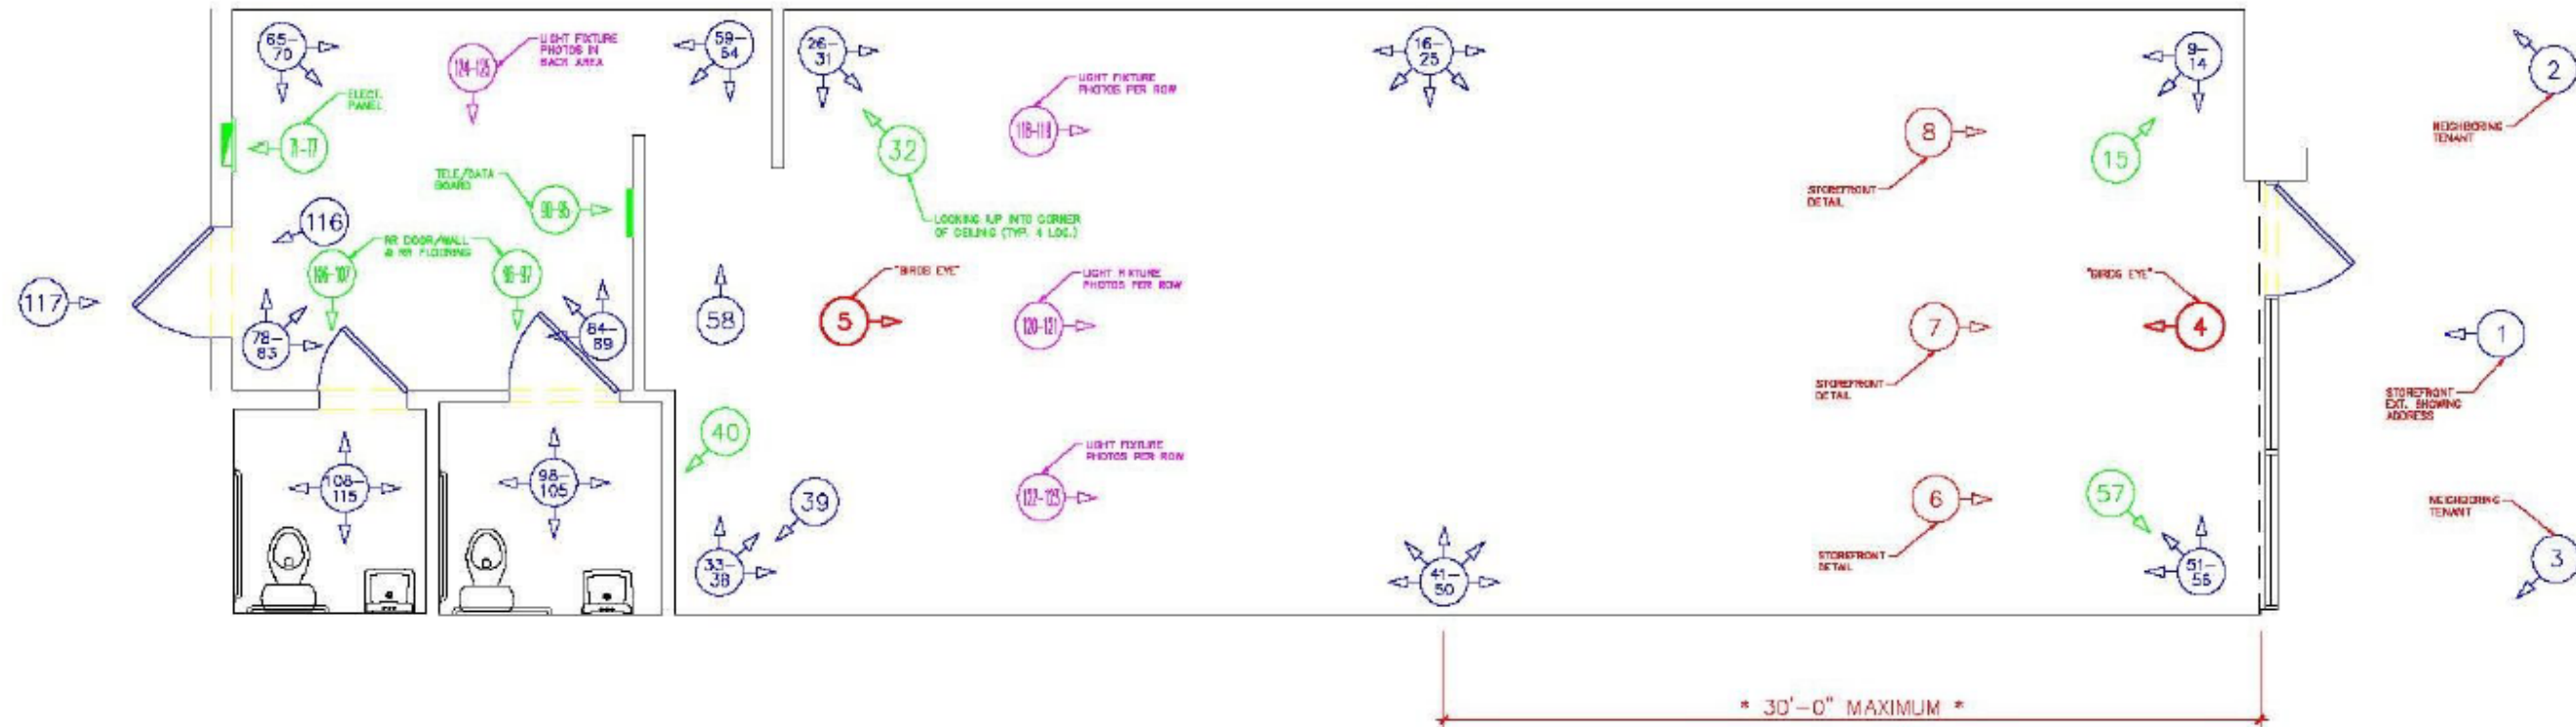 65-
70
LIGHT FIXTURE
PHOTOS IN
BACK AREA
124-125
59-
64
26-
31
16-
25
9-
14
2
NEIGHBORING
TENANT
ELECT.
PANEL
71-77
LIGHT FIXTURE
PHOTOS PER ROW
118-119
32
LOOKING UP INTO CORNER
OF CEILING (TYP. 4 LOC.)
8
STOREFRONT
DETAIL
15
TELE/DATA
BOARD
90-95
116
RR DOOR/WALL
& RR FLOORING
106-107
96-97
117
78-
83
84-
89
58
"BIRDS EYE"
5
LIGHT FIXTURE
PHOTOS PER ROW
120-121
7
STOREFRONT
DETAIL
"BIRDS EYE"
4
1
STOREFRONT
EXT. SHOWING
ADDRESS
40
108-
115
98-
105
39
33-
38
LIGHT FIXTURE
PHOTOS PER ROW
122-123
41-
50
6
STOREFRONT
DETAIL
57
51-
56
NEIGHBORING
TENANT
3
* 30'-0" MAXIMUM *